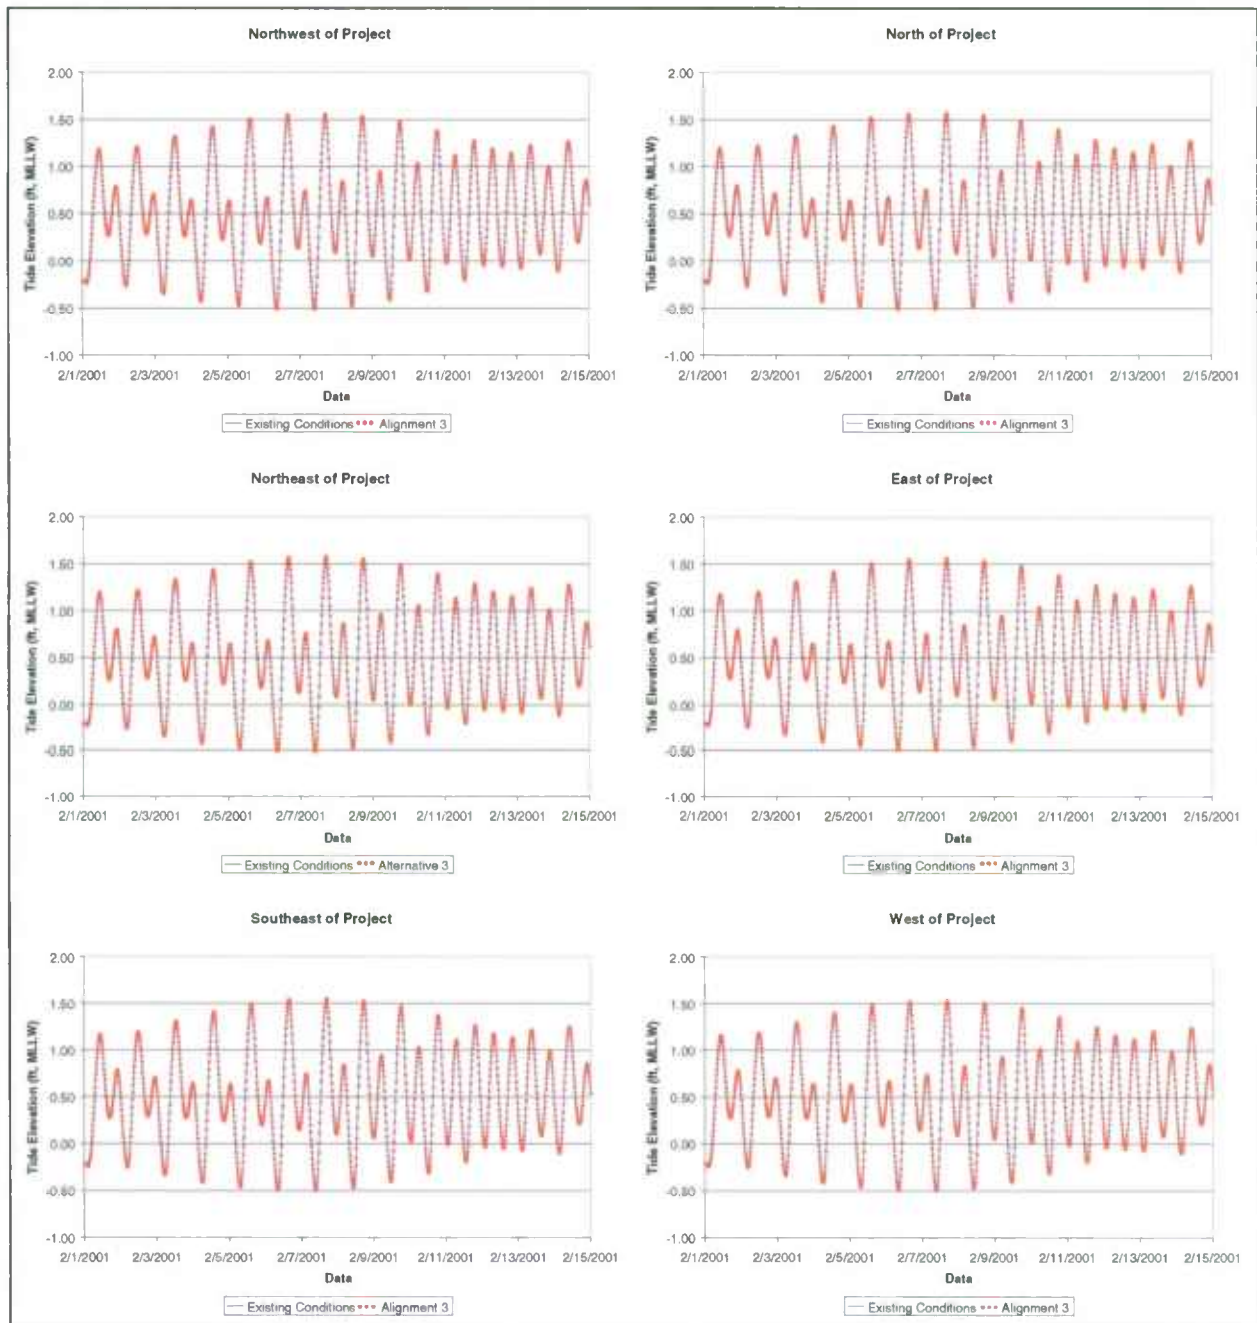 Northwest of Project
Tide Elevation (ft, MLLW)
2.00
1.50
1.00
0.50
0.00
-0.50
-1.00
2/1/2001 2/3/2001 2/5/2001 2/7/2001 2/9/2001 2/11/2001 2/13/2001 2/15/2001
Data
Existing Conditions Alignment 3
North of Project
Tide Elevation (ft, MLLW)
2.00
1.50
1.00
0.50
0.00
-0.50
-1.00
2/1/2001 2/3/2001 2/5/2001 2/7/2001 2/9/2001 2/11/2001 2/13/2001 2/15/2001
Data
Existing Conditions Alignment 3
Northeast of Project
Tide Elevation (ft, MLLW)
2.00
1.50
1.00
0.50
0.00
-0.50
-1.00
2/1/2001 2/3/2001 2/5/2001 2/7/2001 2/9/2001 2/11/2001 2/13/2001 2/15/2001
Data
Existing Conditions Alternative 3
East of Project
Tide Elevation (ft, MLLW)
2.00
1.50
1.00
0.50
0.00
-0.50
-1.00
2/1/2001 2/3/2001 2/5/2001 2/7/2001 2/9/2001 2/11/2001 2/13/2001 2/15/2001
Data
Existing Conditions Alignment 3
Southeast of Project
Tide Elevation (ft, MLLW)
2.00
1.50
1.00
0.50
0.00
-0.50
-1.00
2/1/2001 2/3/2001 2/5/2001 2/7/2001 2/9/2001 2/11/2001 2/13/2001 2/15/2001
Data
Existing Conditions Alignment 3
West of Project
Tide Elevation (ft, MLLW)
2.00
1.50
1.00
0.50
0.00
-0.50
-1.00
2/1/2001 2/3/2001 2/5/2001 2/7/2001 2/9/2001 2/11/2001 2/13/2001 2/15/2001
Data
Existing Conditions Alignment 3